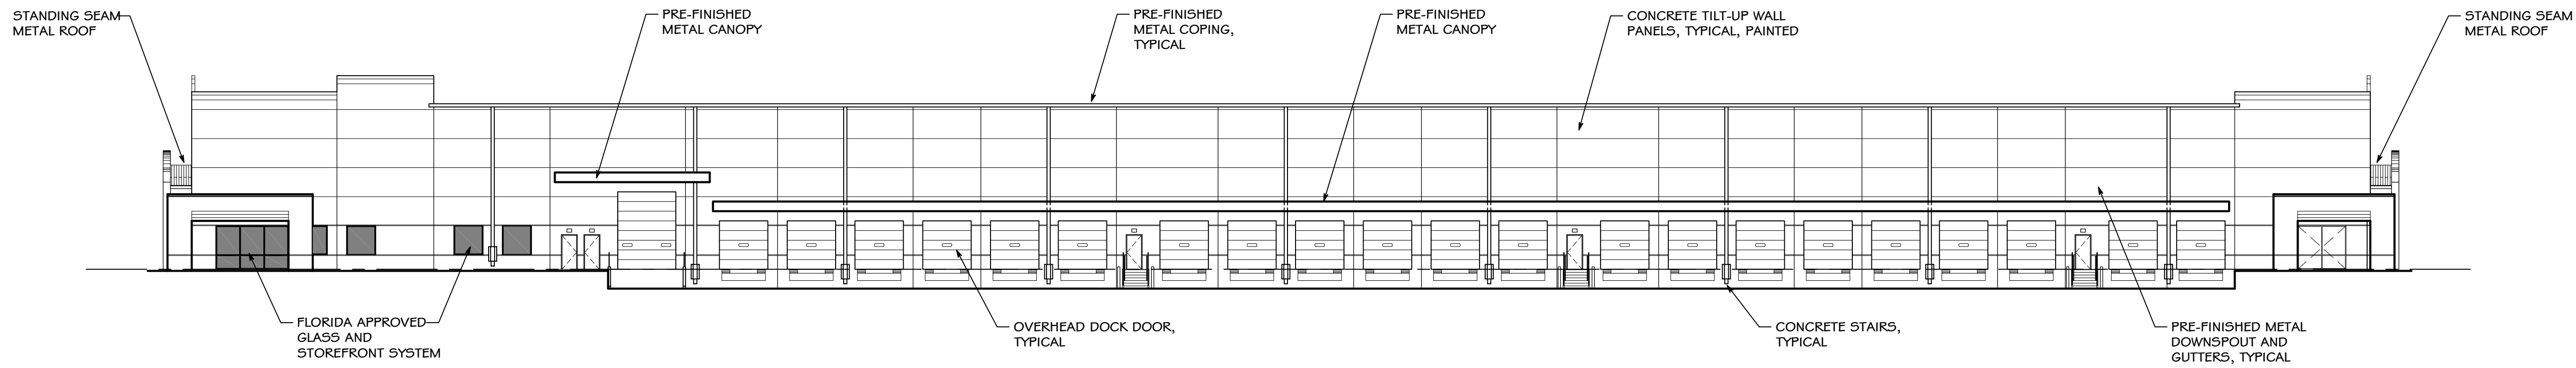 STANDING SEAM
METAL ROOF
PRE-FINISHED
METAL CANOPY
PRE-FINISHED
METAL COPING,
TYPICAL
PRE-FINISHED
METAL CANOPY
CONCRETE TILT-UP WALL
PANELS, TYPICAL, PAINTED
STANDING SEAM
METAL ROOF
FLORIDA APPROVED
GLASS AND
STOREFRONT SYSTEM
OVERHEAD DOCK DOOR,
TYPICAL
CONCRETE STAIRS,
TYPICAL
PRE-FINISHED METAL
DOWNSPOUT AND
GUTTERS, TYPICAL